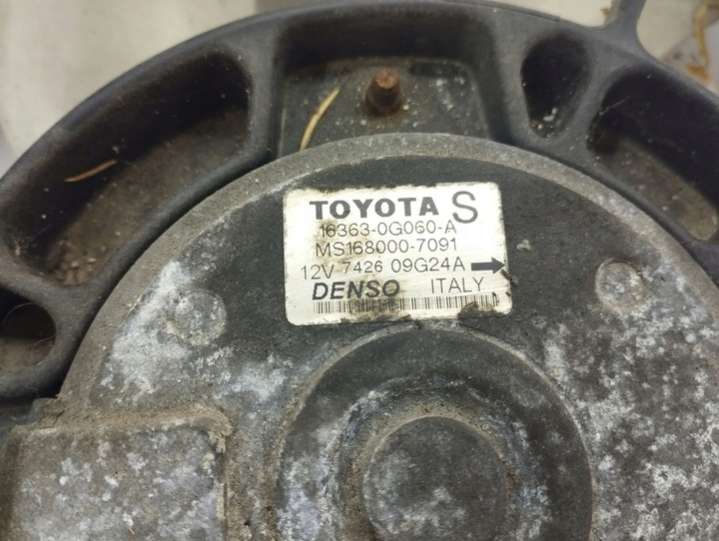 TOYOTA S
16363-0G060-A
MS168000-7091
12V 7426 09G24A
DENSO ITALY